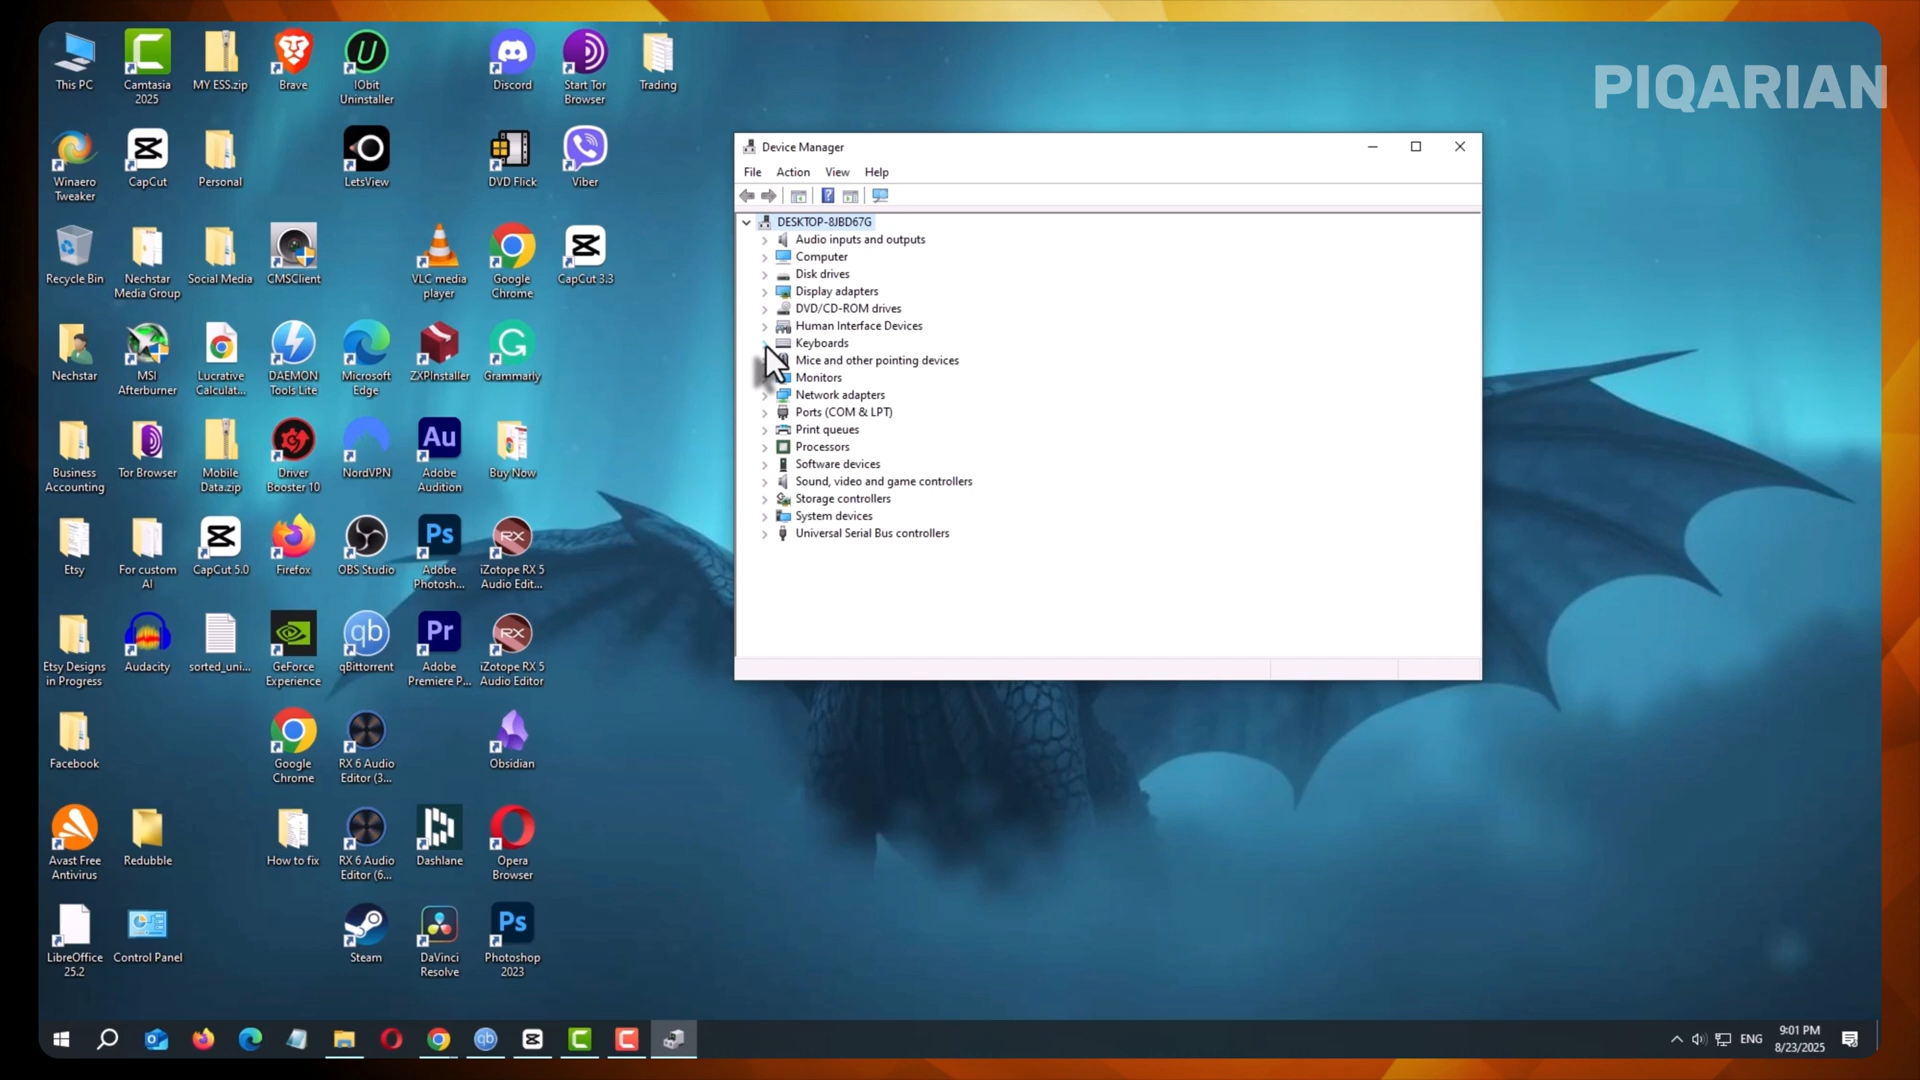 PIQARIAN
This PC
Camtasia
2025
MY ESS.zip
Brave
IObit
Uninstaller
Discord
Start Tor
Browser
Trading
Winaero
Tweaker
CapCut
Personal
LetsView
DVD Flick
Viber
Recycle Bin
Nechstar
Media Group
Social Media
CMSClient
VLC media
player
Google
Chrome
CapCut 3.3
Nechstar
MSI
Afterburner
Lucrative
Calculat...
DAEMON
Tools Lite
Microsoft
Edge
ZXPInstaller
Grammarly
Business
Accounting
Tor Browser
Mobile
Data.zip
Driver
Booster 10
NordVPN
Au
Adobe
Audition
Buy Now
Etsy
For custom
AI
CapCut 5.0
Firefox
OBS Studio
Ps
Adobe
Photosh...
RX
iZotope RX 5
Audio Edit...
Etsy Designs
in Progress
Audacity
sorted_uni...
GeForce
Experience
qb
qBittorrent
Pr
Adobe
Premiere P...
RX
iZotope RX 5
Audio Editor
Facebook
Google
Chrome
RX 6 Audio
Editor (3...
Obsidian
Avast Free
Antivirus
Redubble
How to fix
RX 6 Audio
Editor (6...
Dashlane
Opera
Browser
LibreOffice
25.2
Control Panel
Steam
DaVinci
Resolve
Ps
Photoshop
2023
Device Manager
File Action View Help
DESKTOP-8JBD67G
Audio inputs and outputs
Computer
Disk drives
Display adapters
DVD/CD-ROM drives
Human Interface Devices
Keyboards
Mice and other pointing devices
Monitors
Network adapters
Ports (COM & LPT)
Print queues
Processors
Software devices
Sound, video and game controllers
Storage controllers
System devices
Universal Serial Bus controllers
qb
ENG
9:01 PM
8/23/2025